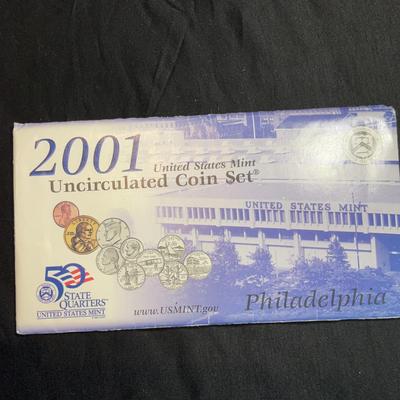 2001 United States Mint
Uncirculated Coin Set®
UNITED STATES MINT
50
STATE
QUARTERS™
UNITED STATES MINT
www.USMINT.gov
Philadelphia